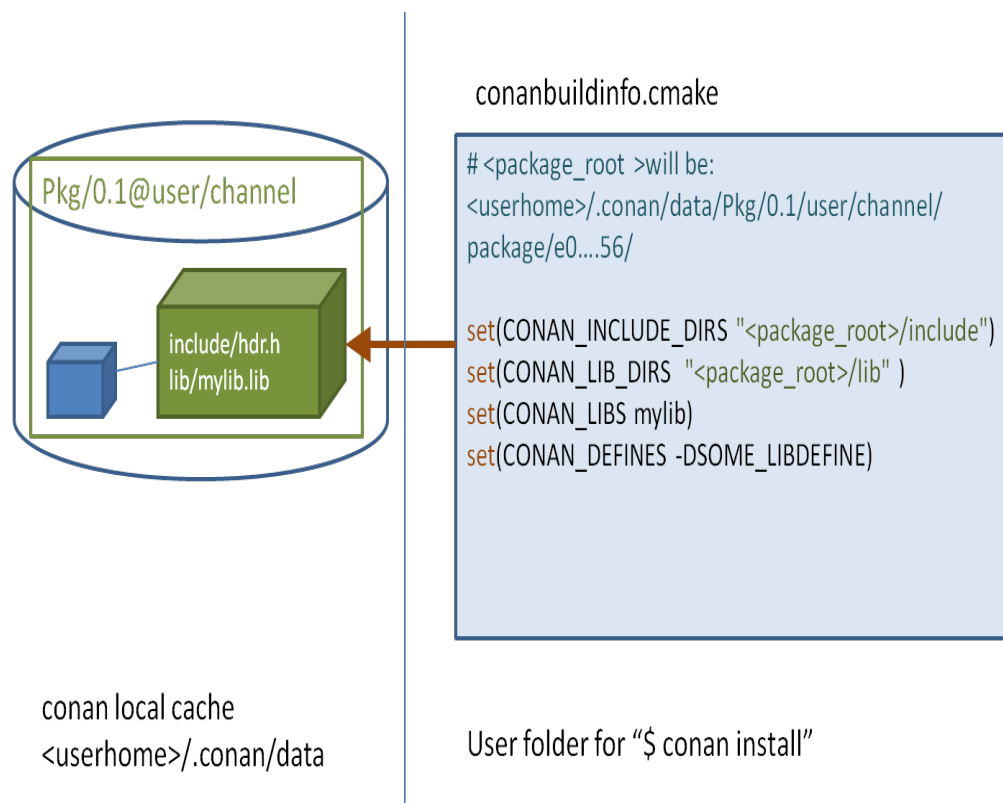 Pkg/0.1@user/channel
include/hdr.h
lib/mylib.lib
conan local cache
<userhome>/.conan/data
conanbuildinfo.cmake
# <package_root >will be:
<userhome>/.conan/data/Pkg/0.1/user/channel/
package/e0....56/
set(CONAN_INCLUDE_DIRS "<package_root>/include")
set(CONAN_LIB_DIRS "<package_root>/lib" )
set(CONAN_LIBS mylib)
set(CONAN_DEFINES -DSOME_LIBDEFINE)
User folder for “$ conan install”